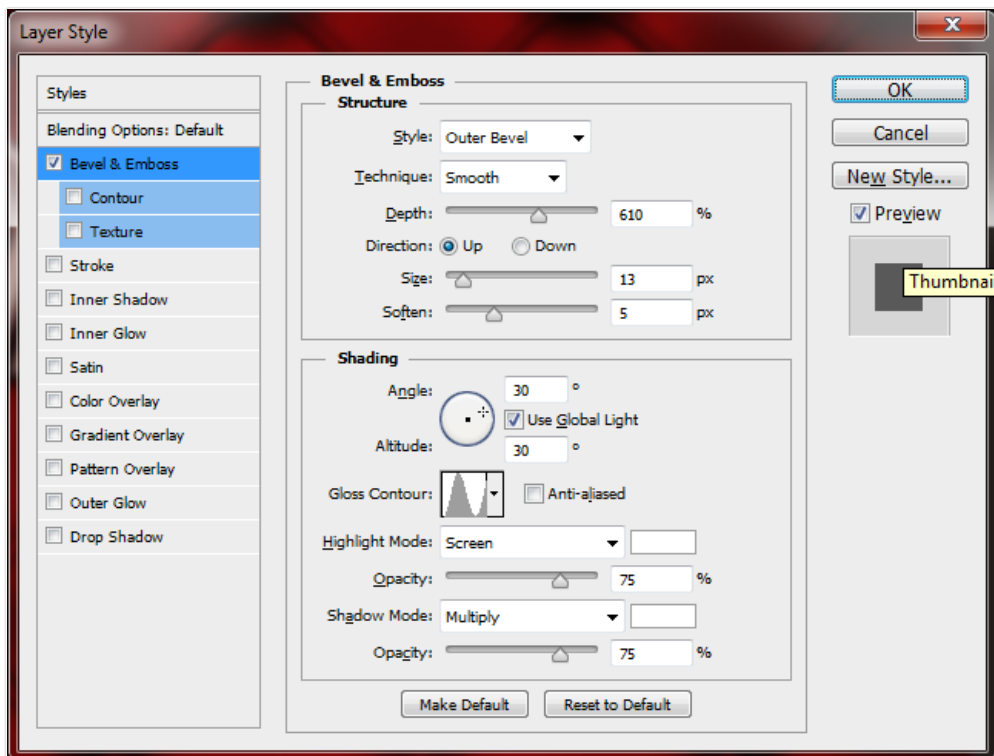 Layer Style
Styles
Blending Options: Default
Bevel & Emboss
Contour
Texture
Stroke
Inner Shadow
Inner Glow
Satin
Color Overlay
Gradient Overlay
Pattern Overlay
Outer Glow
Drop Shadow
Bevel & Emboss
Structure
Style: Outer Bevel
Technique: Smooth
Depth: 610 %
Direction: Up Down
Size: 13 px
Soften: 5 px
Shading
Angle: 30 °
Use Global Light
Altitude: 30 °
Gloss Contour: Anti-aliased
Highlight Mode: Screen
Opacity: 75 %
Shadow Mode: Multiply
Opacity: 75 %
Make Default Reset to Default
OK
Cancel
New Style...
Preview
Thumbnai